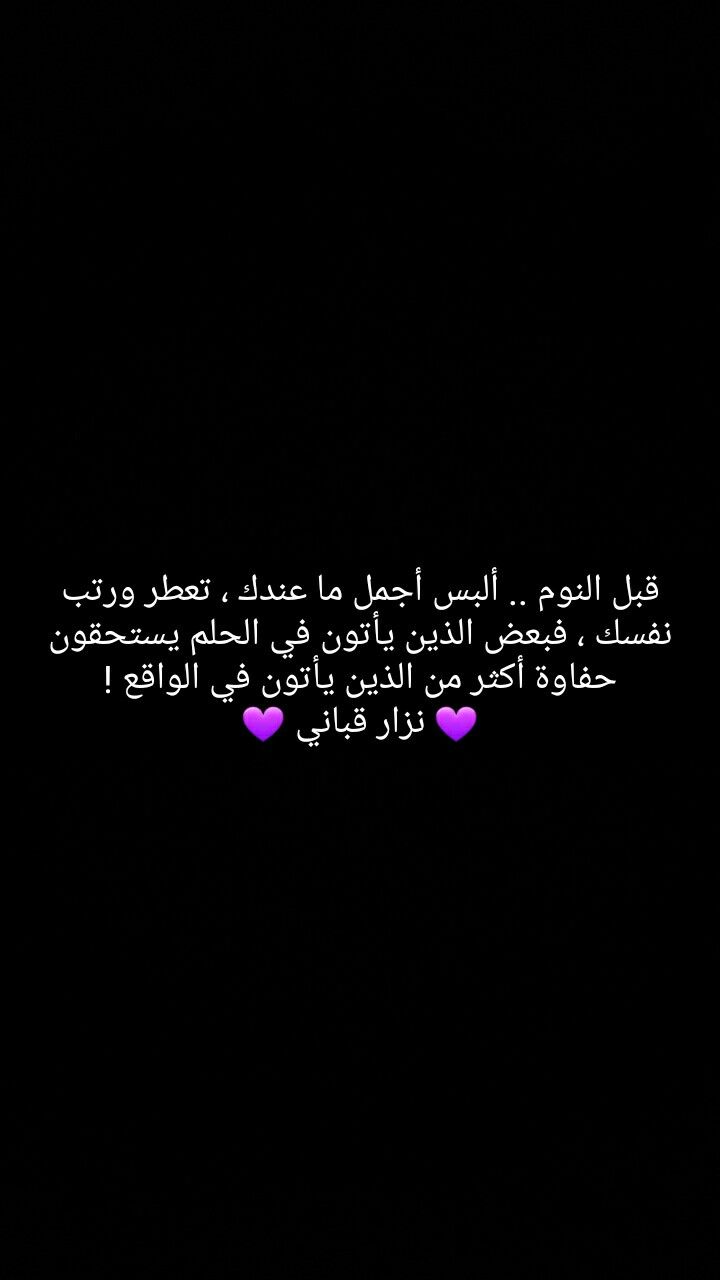 قبل النوم .. ألبس أجمل ما عندك ، تعطر ورتب
نفسك ، فبعض الذين يأتون في الحلم يستحقون
حفاوة أكثر من الذين يأتون في الواقع !
💜 نزار قباني 💜